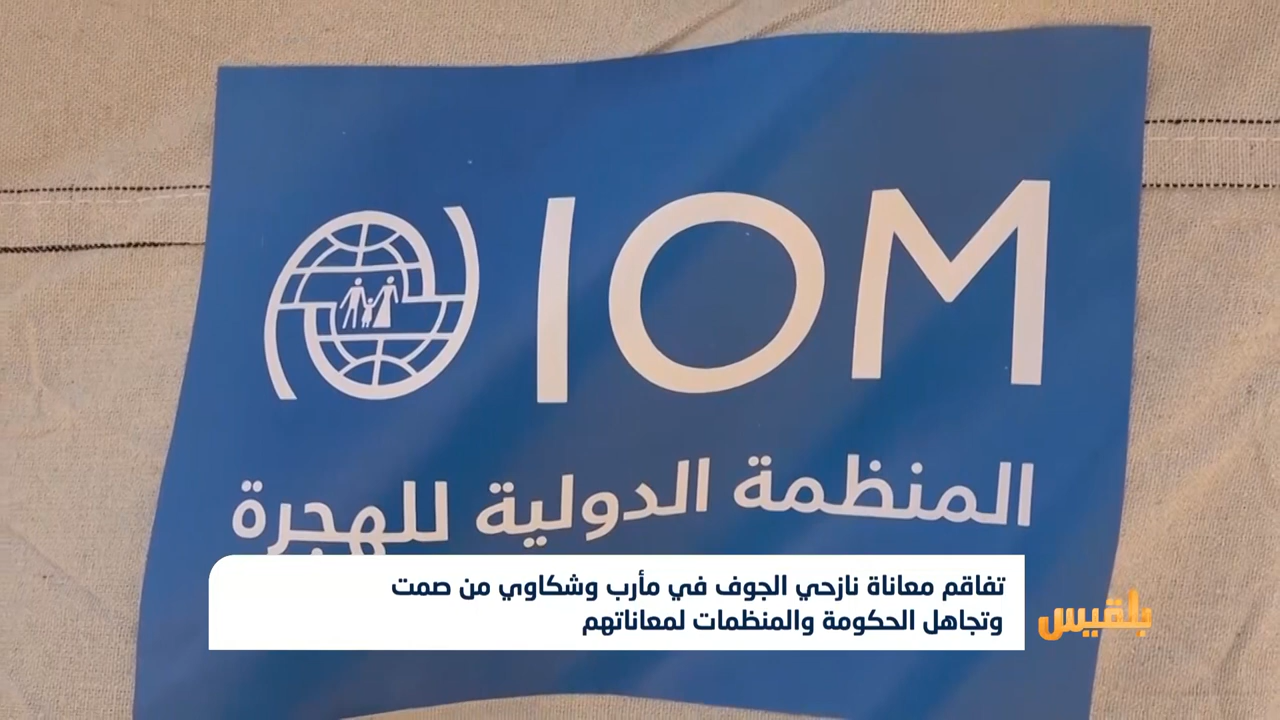 IOM
المنظمة الدولية للهجرة
تفاقم معاناة نازحي الجوف في مأرب وشكاوي من صمت
وتجاهل الحكومة والمنظمات لمعاناتهم
بلقيس